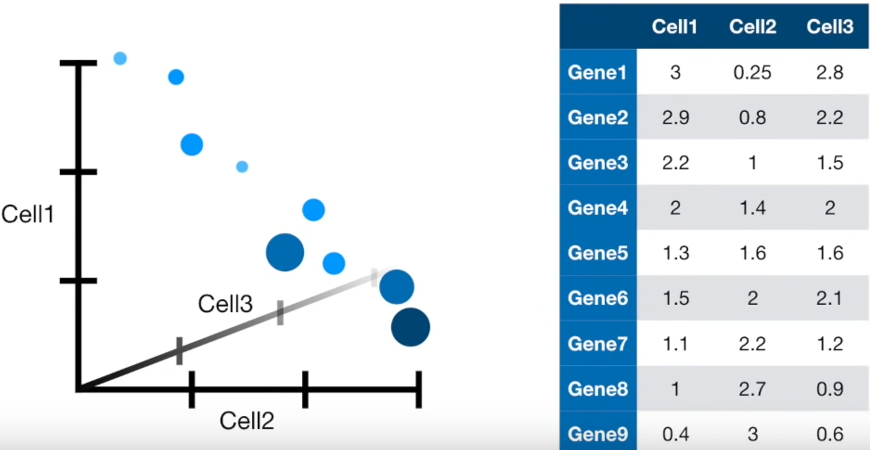 Cell1
Cell3
Cell2
Cell1 Cell2 Cell3
Gene1 3 0.25 2.8
Gene2 2.9 0.8 2.2
Gene3 2.2 1 1.5
Gene4 2 1.4 2
Gene5 1.3 1.6 1.6
Gene6 1.5 2 2.1
Gene7 1.1 2.2 1.2
Gene8 1 2.7 0.9
Gene9 0.4 3 0.6